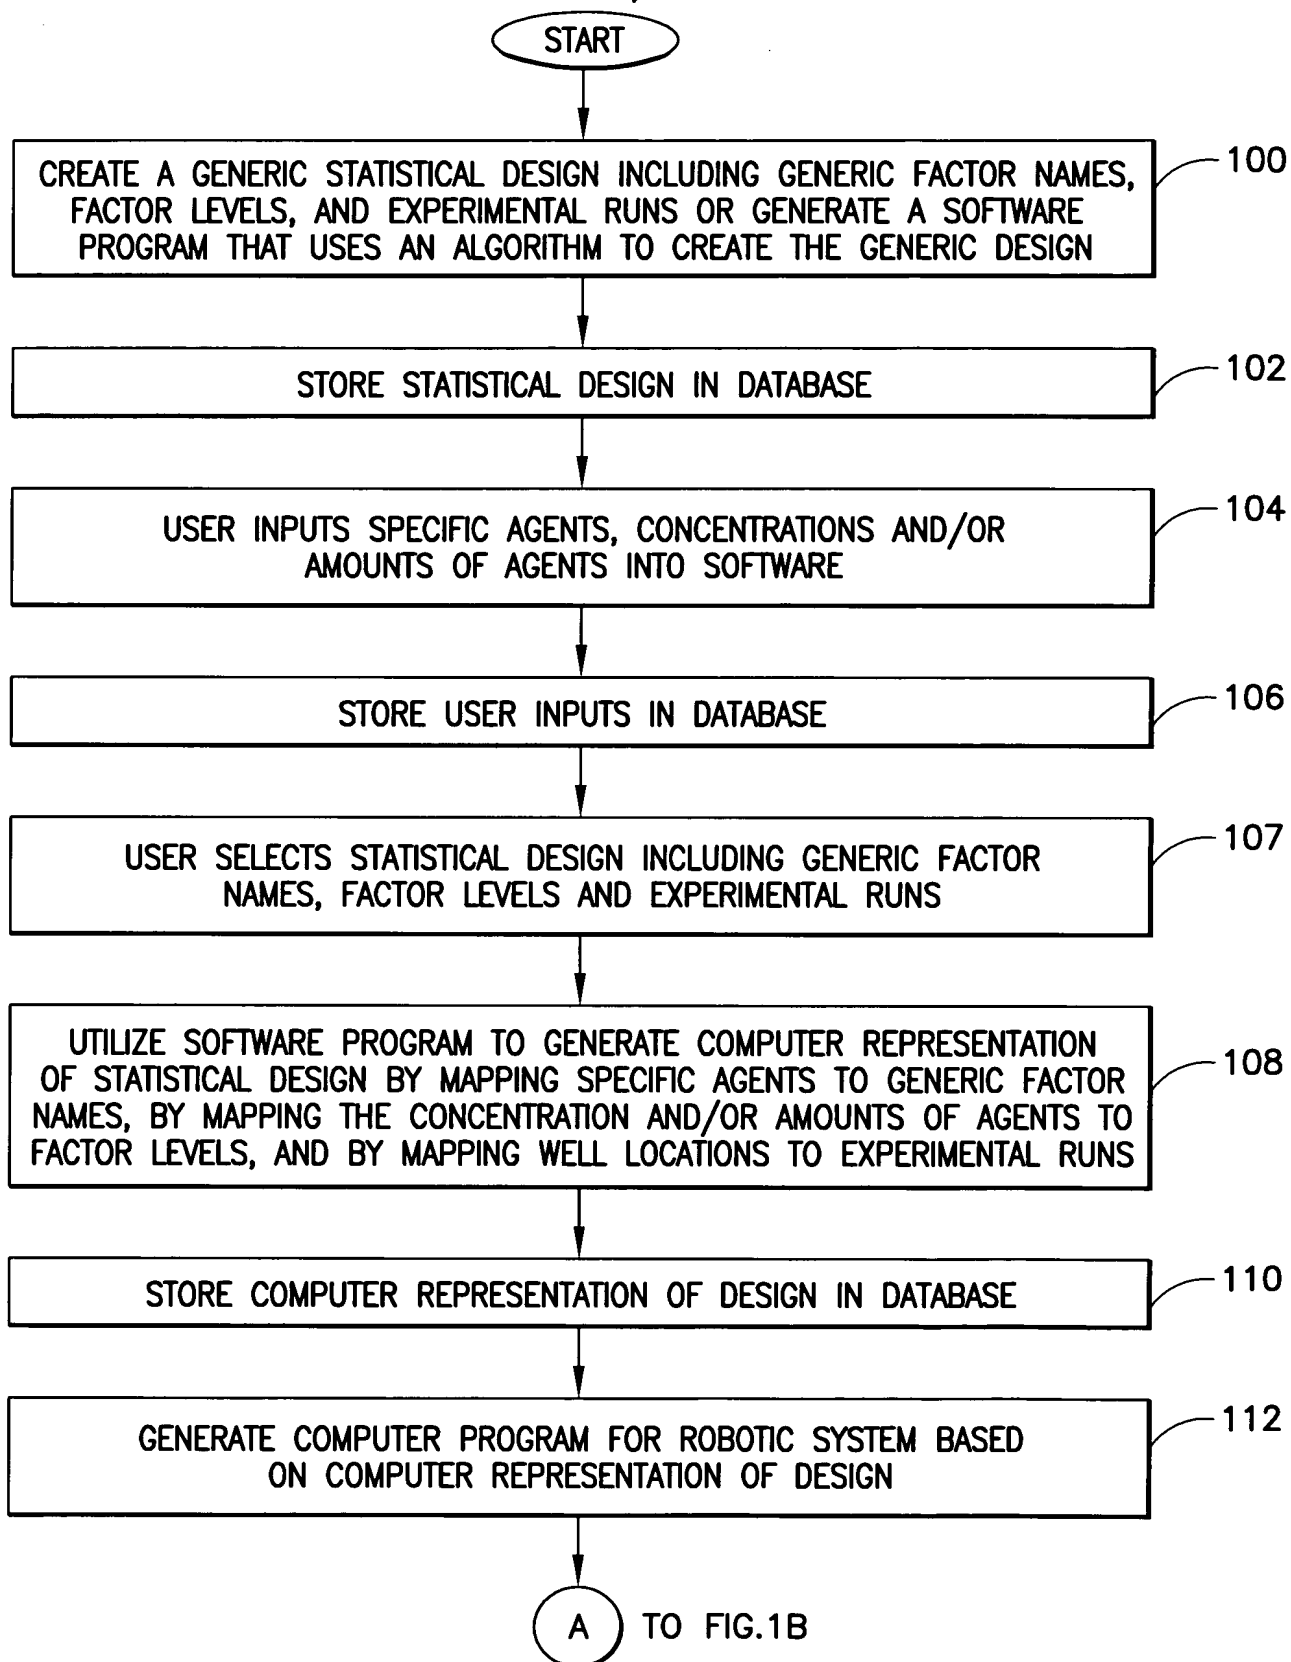 START
CREATE A GENERIC STATISTICAL DESIGN INCLUDING GENERIC FACTOR NAMES,
FACTOR LEVELS, AND EXPERIMENTAL RUNS OR GENERATE A SOFTWARE
PROGRAM THAT USES AN ALGORITHM TO CREATE THE GENERIC DESIGN
100
STORE STATISTICAL DESIGN IN DATABASE
102
USER INPUTS SPECIFIC AGENTS, CONCENTRATIONS AND/OR
AMOUNTS OF AGENTS INTO SOFTWARE
104
STORE USER INPUTS IN DATABASE
106
USER SELECTS STATISTICAL DESIGN INCLUDING GENERIC FACTOR
NAMES, FACTOR LEVELS AND EXPERIMENTAL RUNS
107
UTILIZE SOFTWARE PROGRAM TO GENERATE COMPUTER REPRESENTATION
OF STATISTICAL DESIGN BY MAPPING SPECIFIC AGENTS TO GENERIC FACTOR
NAMES, BY MAPPING THE CONCENTRATION AND/OR AMOUNTS OF AGENTS TO
FACTOR LEVELS, AND BY MAPPING WELL LOCATIONS TO EXPERIMENTAL RUNS
108
STORE COMPUTER REPRESENTATION OF DESIGN IN DATABASE
110
GENERATE COMPUTER PROGRAM FOR ROBOTIC SYSTEM BASED
ON COMPUTER REPRESENTATION OF DESIGN
112
A TO FIG.1B